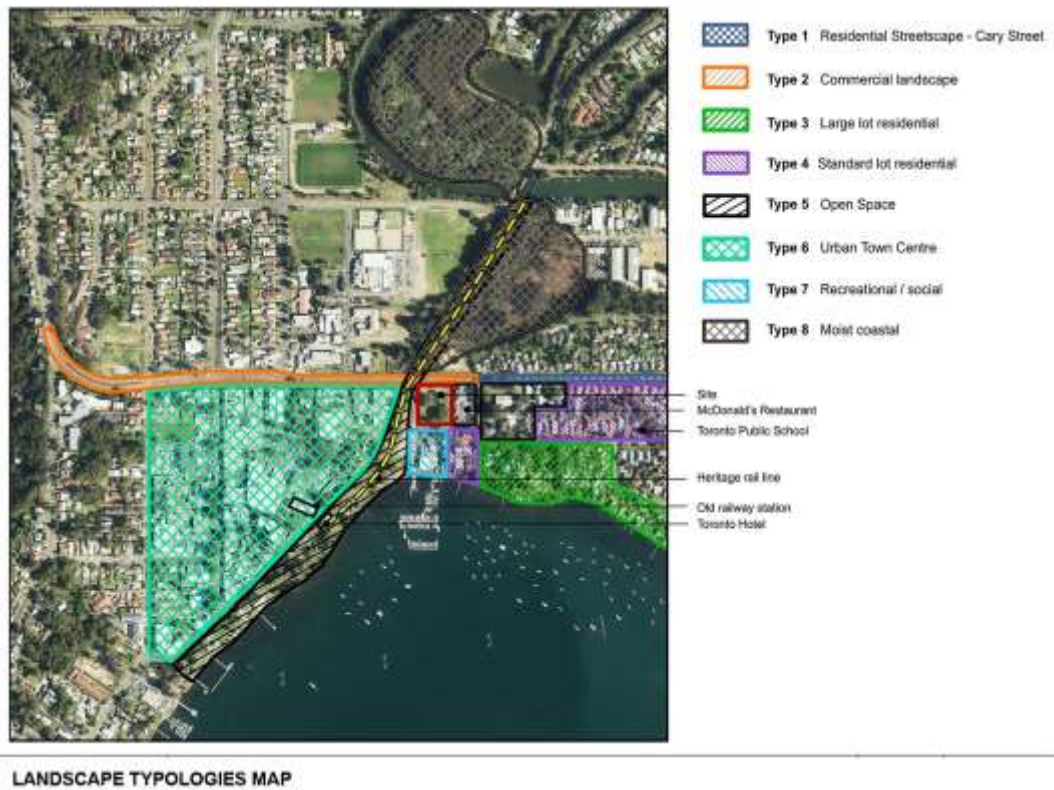 Type 1 Residential Streetscape - Cary Street
Type 2 Commercial landscape
Type 3 Large lot residential
Type 4 Standard lot residential
Type 5 Open Space
Type 6 Urban Town Centre
Type 7 Recreational / social
Type 8 Moist coastal
Site
McDonald's Restaurant
Toronto Public School
Heritage rail line
Old railway station
Toronto Hotel
LANDSCAPE TYPOLOGIES MAP